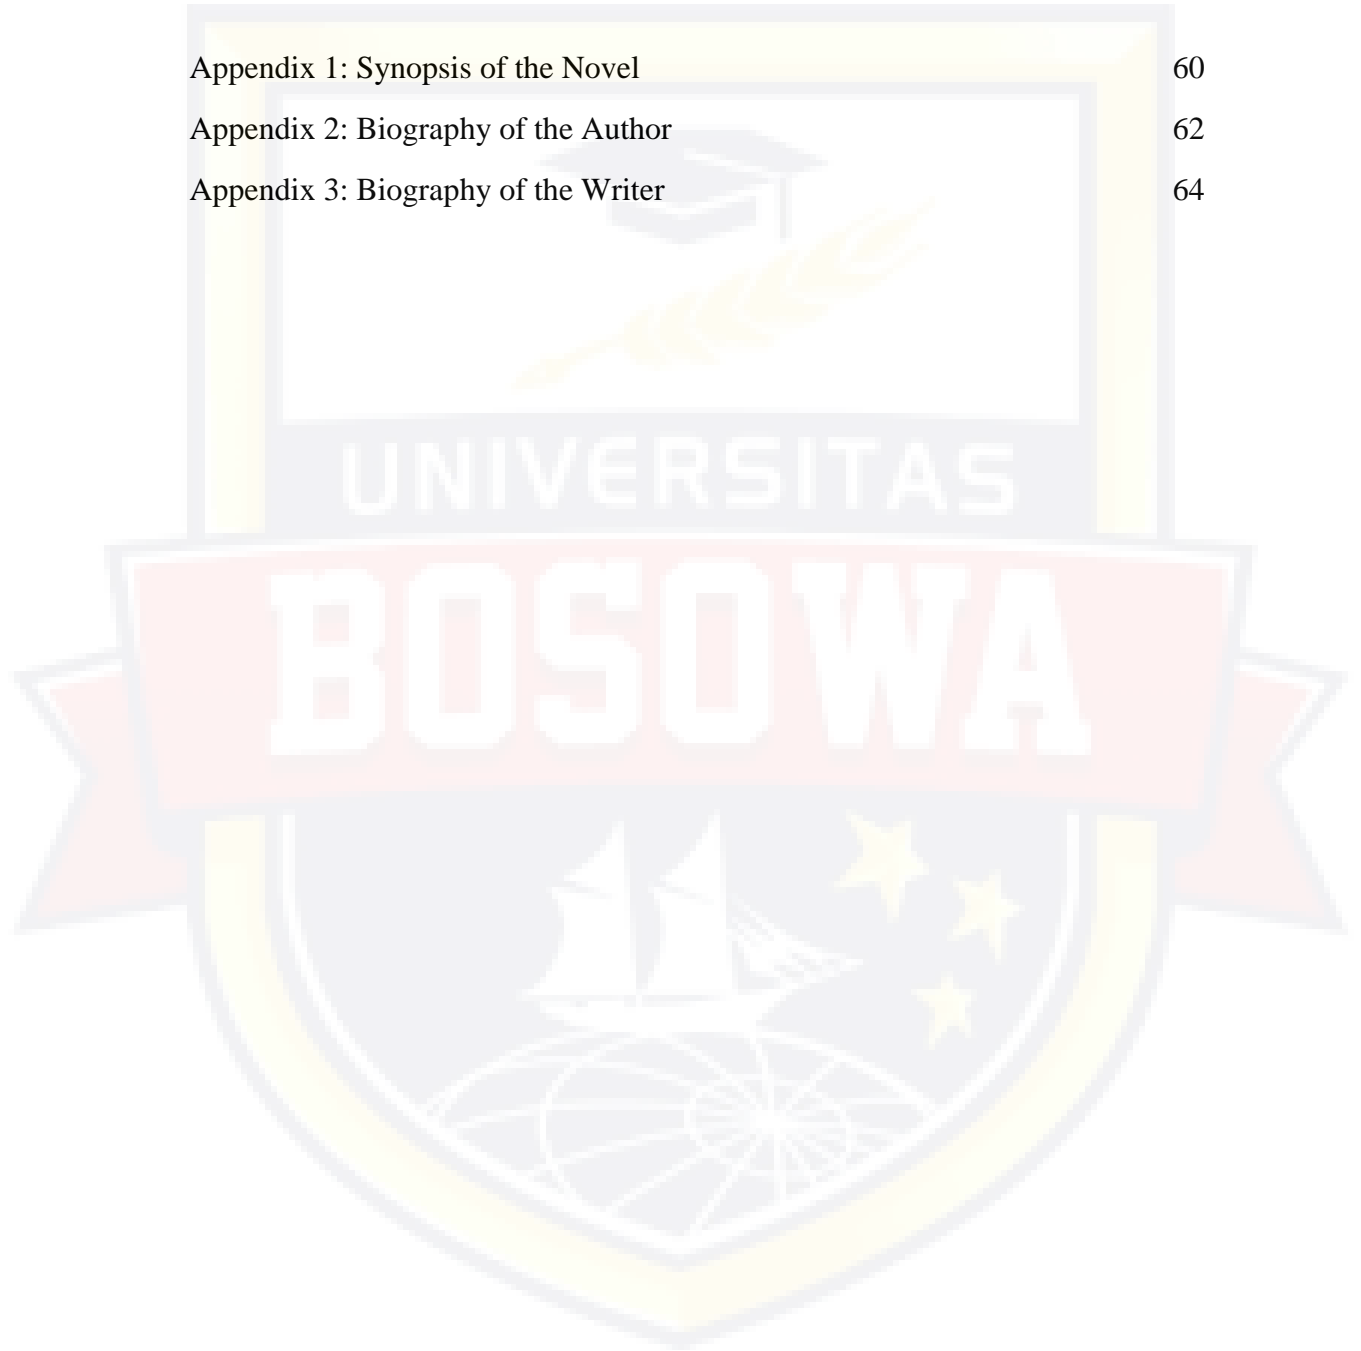 Appendix 1: Synopsis of the Novel 60
Appendix 2: Biography of the Author 62
Appendix 3: Biography of the Writer 64
UNIVERSITAS
BOSOWA